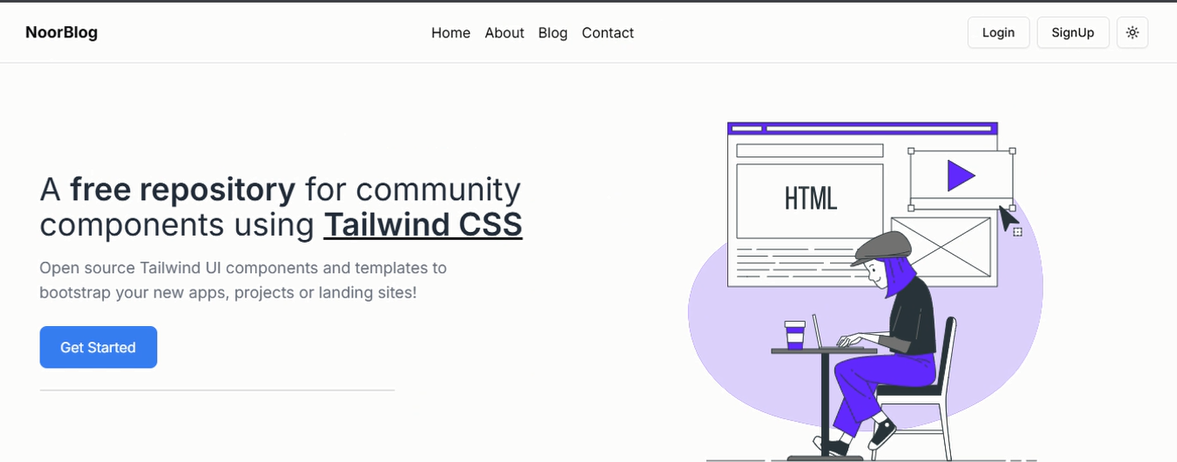 NoorBlog
Home About Blog Contact
Login SignUp
A free repository for community
components using Tailwind CSS
Open source Tailwind UI components and templates to
bootstrap your new apps, projects or landing sites!
Get Started
HTML